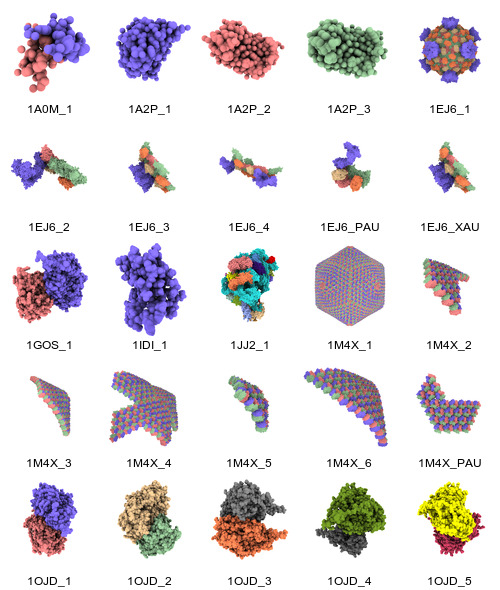 1A0M_1 1A2P_1 1A2P_2 1A2P_3 1EJ6_1
1EJ6_2 1EJ6_3 1EJ6_4 1EJ6_PAU 1EJ6_XAU
1GOS_1 1IDI_1 1JJ2_1 1M4X_1 1M4X_2
1M4X_3 1M4X_4 1M4X_5 1M4X_6 1M4X_PAU
1OJD_1 1OJD_2 1OJD_3 1OJD_4 1OJD_5